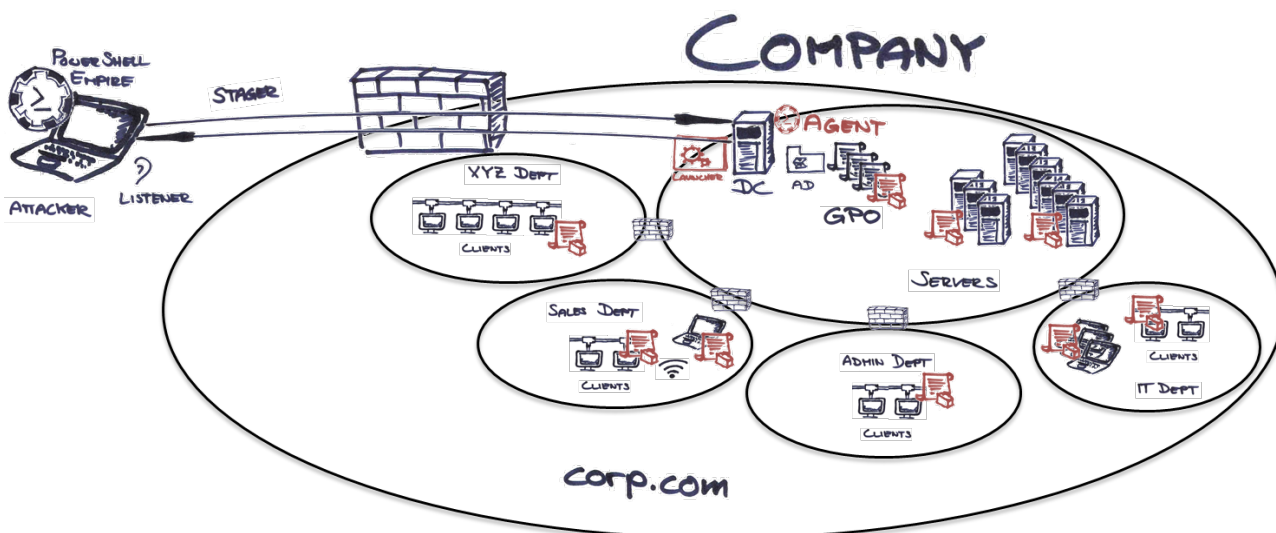 COMPANY
POWERSHELL
EMPIRE
STAGER
ATTACKER
LISTENER
AGENT
LAUNCHER
DC
AD
GPO
XYZ DEPT
CLIENTS
SERVERS
SALES DEPT
CLIENTS
ADMIN DEPT
CLIENTS
CLIENTS
IT DEPT
corp.com